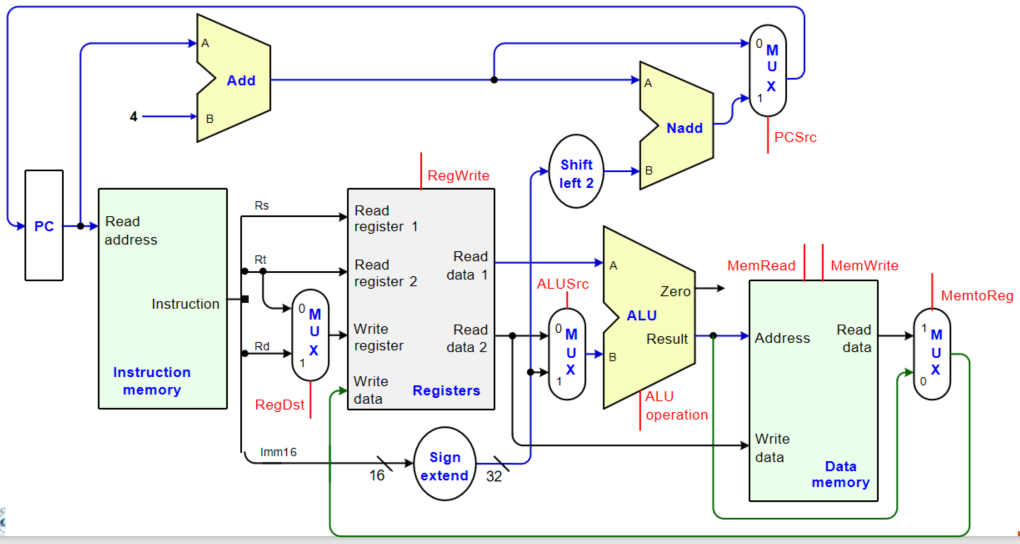 A
Add
4
B
0
M
U
X
1
PCSrc
A
Nadd
B
Shift
left 2
PC
Read
address
Instruction
Instruction
memory
Rs
Rt
Rd
Imm16
0
M
U
X
1
RegDst
RegWrite
Read
register 1
Read
register 2
Write
register
Write
data
Read
data 1
Read
data 2
Registers
16
Sign
extend
32
ALUSrc
0
M
U
X
1
A
Zero
ALU
Result
B
ALU
operation
MemRead
MemWrite
Address
Read
data
Write
data
Data
memory
MemtoReg
1
M
U
X
0